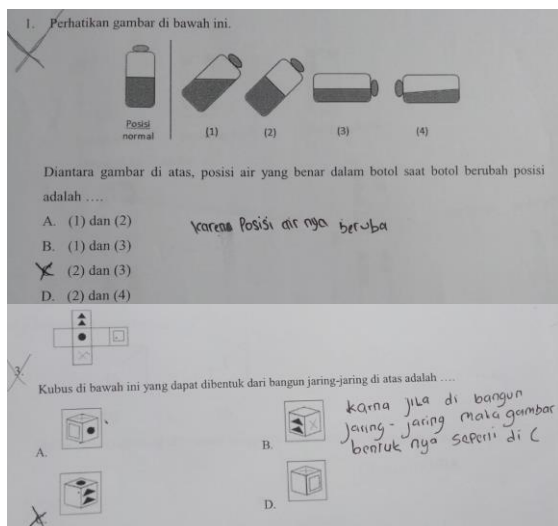 1. Perhatikan gambar di bawah ini.
Posisi
normal
(1)
(2)
(3)
(4)
Diantara gambar di atas, posisi air yang benar dalam botol saat botol berubah posisi
adalah ....
A. (1) dan (2)
B. (1) dan (3)
(2) dan (3)
D. (2) dan (4)
karena Posisi air nya beruba
3.
Kubus di bawah ini yang dapat dibentuk dari bangun jaring-jaring di atas adalah ....
A.
B.
D.
karna jika di bangun
jaring-jaring maka gambar
bentuk nya seperti di C